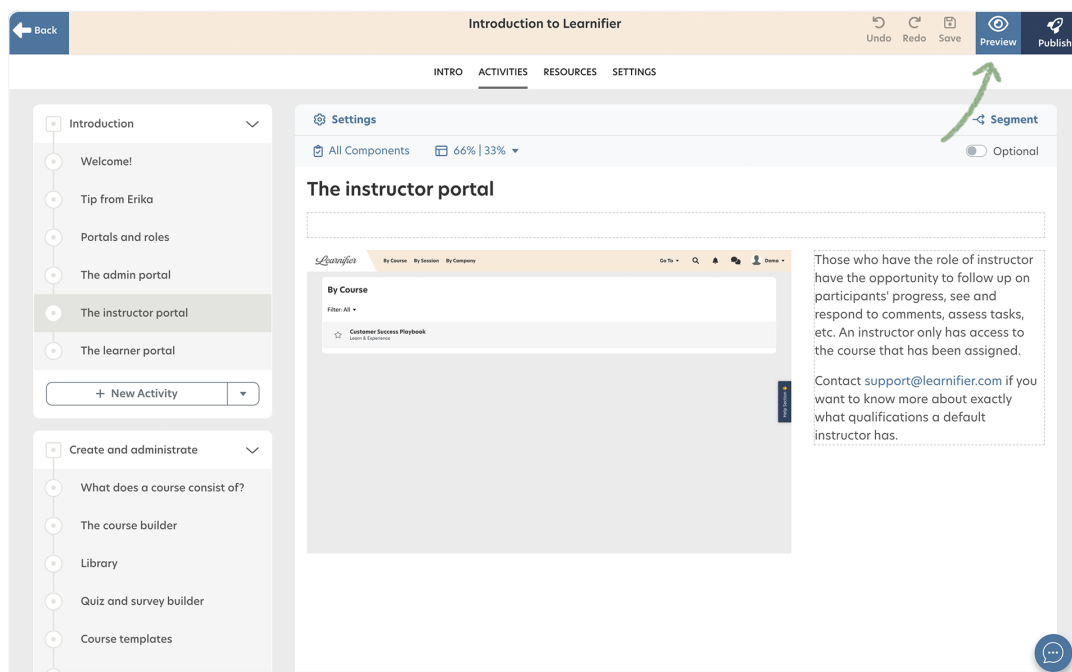 Back
Introduction to Learnifier
Undo
Redo
Save
Preview
Publish
INTRO
ACTIVITIES
RESOURCES
SETTINGS
Introduction
Welcome!
Tip from Erika
Portals and roles
The admin portal
The instructor portal
The learner portal
+ New Activity
Create and administrate
What does a course consist of?
The course builder
Library
Quiz and survey builder
Course templates
Settings
Segment
All Components
66% | 33%
Optional
The instructor portal
Learnifier
By Course
By Session
By Company
Go To
Demo
By Course
Filter: All
Customer Success Playbook
Learn & Experience
Help Section
Those who have the role of instructor
have the opportunity to follow up on
participants' progress, see and
respond to comments, assess tasks,
etc. An instructor only has access to
the course that has been assigned.
Contact support@learnifier.com if you
want to know more about exactly
what qualifications a default
instructor has.